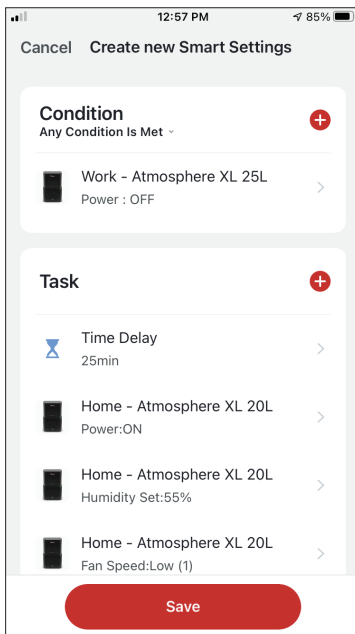 12:57 PM 85%
Cancel Create new Smart Settings
Condition
Any Condition Is Met
Work - Atmosphere XL 25L
Power : OFF
Task
Time Delay
25min
Home - Atmosphere XL 20L
Power:ON
Home - Atmosphere XL 20L
Humidity Set:55%
Home - Atmosphere XL 20L
Fan Speed:Low (1)
Save